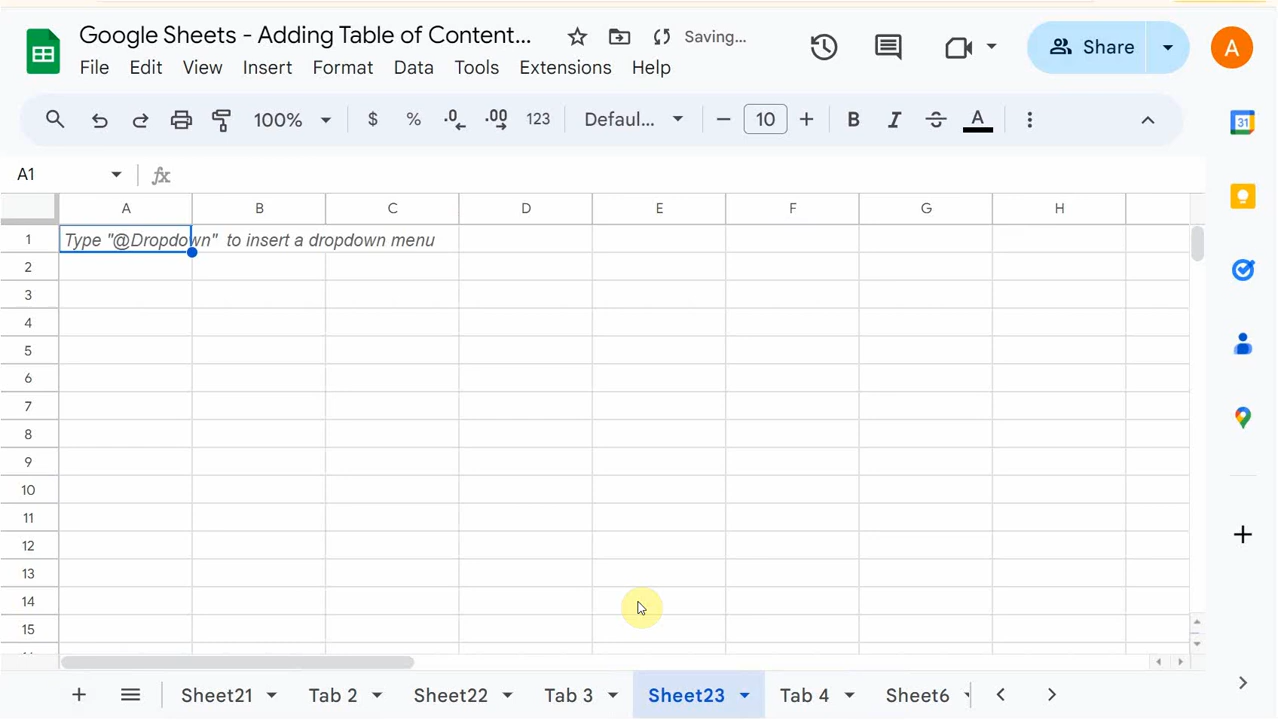 Google Sheets - Adding Table of Content... Saving... Share A
File Edit View Insert Format Data Tools Extensions Help
100% $ % .0 .00 123 Defaul... − 10 + B I S A 31
A1 fx
A B C D E F G H
1 Type "@Dropdown" to insert a dropdown menu
2
3
4
5
6
7
8
9
10
11
12
13
14
15
+ Sheet21 Tab 2 Sheet22 Tab 3 Sheet23 Tab 4 Sheet6